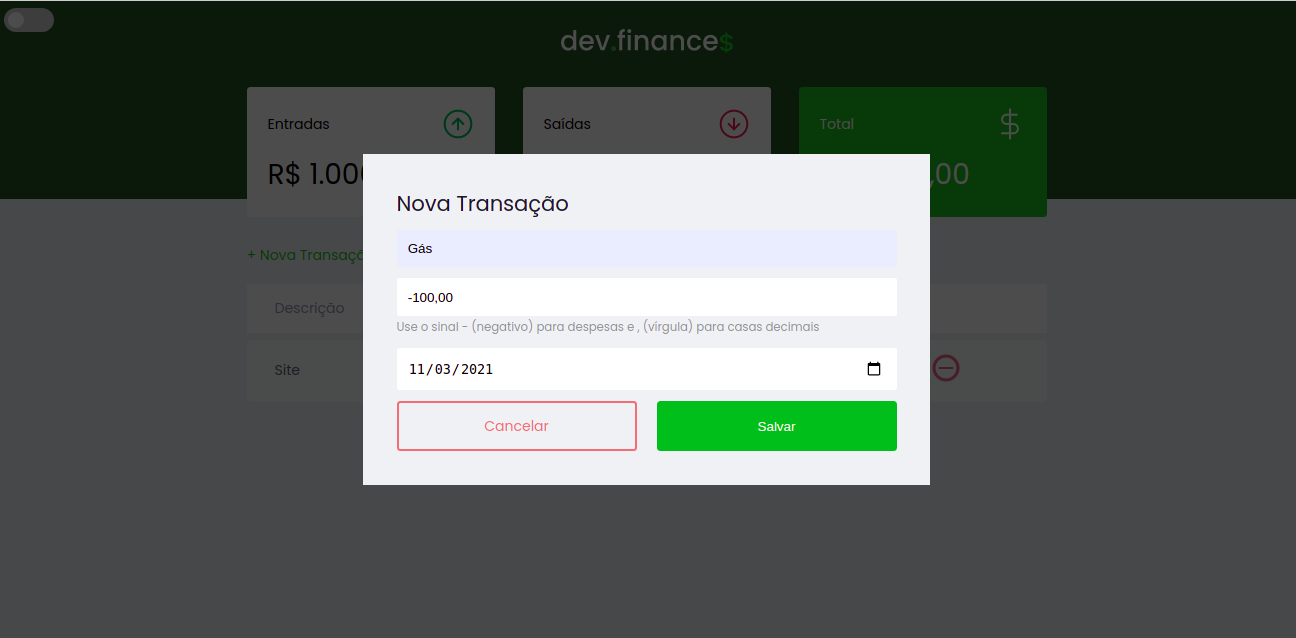 dev.finance$
Entradas Saídas Total
R$ 1.00 ,00
Nova Transação
+ Nova Transaçã
Gás
-100,00
Descrição
Use o sinal - (negativo) para despesas e , (vírgula) para casas decimais
Site
11/03/2021
Cancelar Salvar